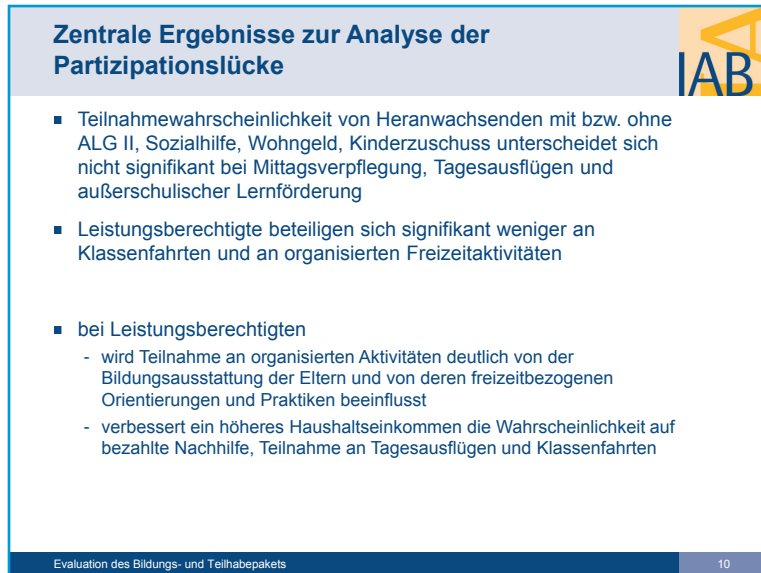 Zentrale Ergebnisse zur Analyse der
Partizipationslücke
IAB
■ Teilnahmewahrscheinlichkeit von Heranwachsenden mit bzw. ohne
ALG II, Sozialhilfe, Wohngeld, Kinderzuschuss unterscheidet sich
nicht signifikant bei Mittagsverpflegung, Tagesausflügen und
außerschulischer Lernförderung
■ Leistungsberechtigte beteiligen sich signifikant weniger an
Klassenfahrten und an organisierten Freizeitaktivitäten
■ bei Leistungsberechtigten
- wird Teilnahme an organisierten Aktivitäten deutlich von der
Bildungsausstattung der Eltern und von deren freizeitbezogenen
Orientierungen und Praktiken beeinflusst
- verbessert ein höheres Haushaltseinkommen die Wahrscheinlichkeit auf
bezahlte Nachhilfe, Teilnahme an Tagesausflügen und Klassenfahrten
Evaluation des Bildungs- und Teilhabepakets 10